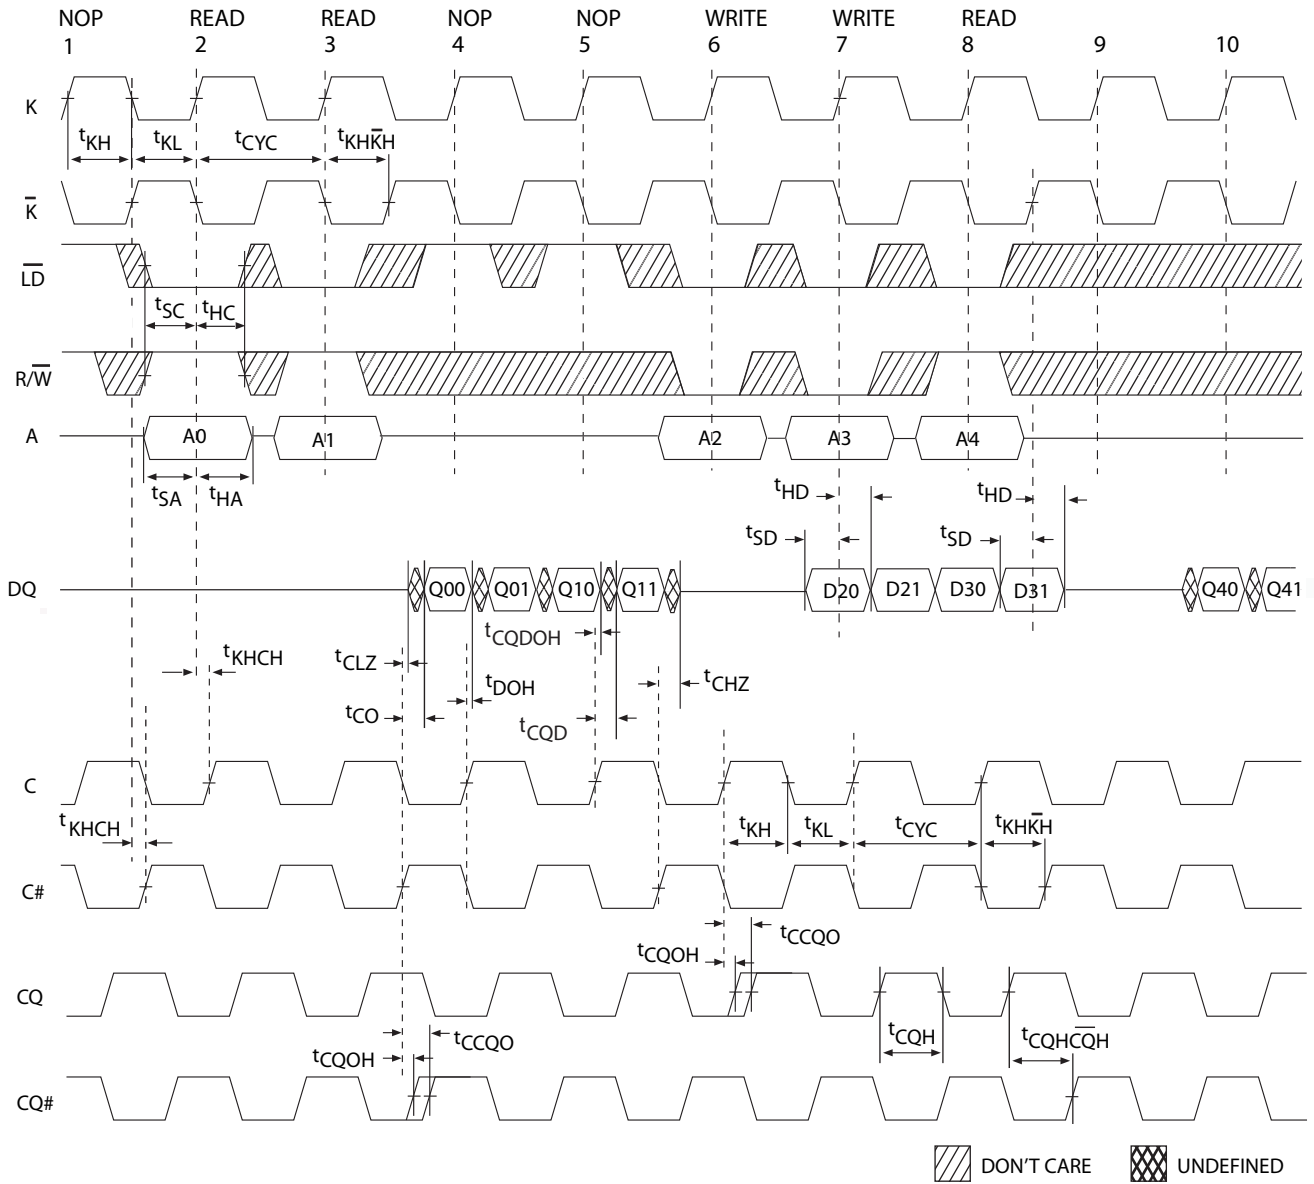 NOP READ READ NOP NOP WRITE WRITE READ
1 2 3 4 5 6 7 8 9 10
K
tKH tKL tCYC tKHK̅H
K̅
L̅D̅
tSC tHC
R/W̅
A A0 A1 A2 A3 A4
tSA tHA tHD tHD
tSD tSD
DQ Q00 Q01 Q10 Q11 D20 D21 D30 D31 Q40 Q41
tCQDOH
tKHCH tCLZ tDOH tCHZ
tCO tCQD
C
tKHCH tKH tKL tCYC tKHK̅H
C#
tCCQO
tCQOH
CQ
tCCQO tCQH tCQHC̅Q̅H
tCQOH
CQ#
DON'T CARE UNDEFINED